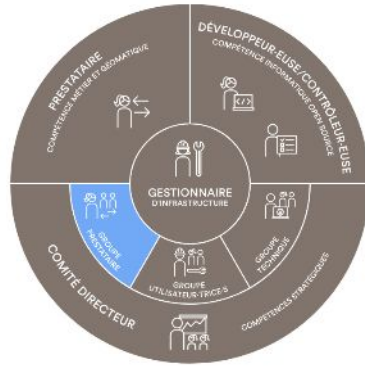 PRESTATAIRE
COMPÉTENCE MÉTIER ET GÉOMATIQUE
DÉVELOPPEUR·EUSE/CONTRÔLEUR·EUSE
COMPÉTENCE INFORMATIQUE OPEN SOURCE
GESTIONNAIRE
D'INFRASTRUCTURE
GROUPE
PRESTATAIRE
GROUPE
UTILISATEUR·TRICE·S
GROUPE
TECHNIQUE
COMITÉ DIRECTEUR
COMPÉTENCES STRATÉGIQUES